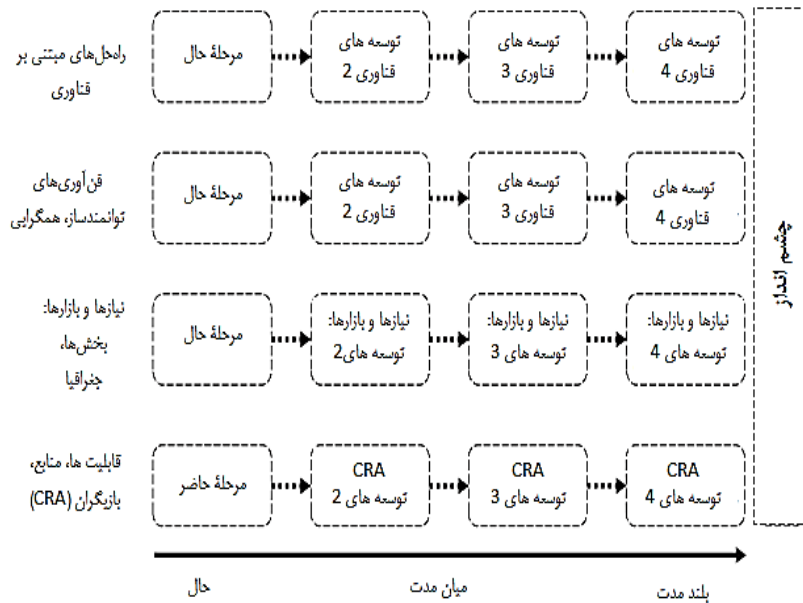 راه‌حل‌های مبتنی بر
فناوری
مرحلهٔ حال
توسعه های
فناوری 2
توسعه های
فناوری 3
توسعه های
فناوری 4
فن‌آوری‌های
توانمندساز، همگرایی
مرحلهٔ حال
توسعه های
فناوری 2
توسعه های
فناوری 3
توسعه های
فناوری 4
نیازها و بازارها:
بخش‌ها،
جغرافیا
مرحلهٔ حال
نیازها و بازارها:
توسعه های2
نیازها و بازارها:
توسعه های 3
نیازها و بازارها:
توسعه های 4
قابلیت ها، منابع،
بازیگران (CRA)
مرحلهٔ حاضر
CRA
توسعه های 2
CRA
توسعه های 3
CRA
توسعه های 4
چشم انداز
حال
میان مدت
بلند مدت